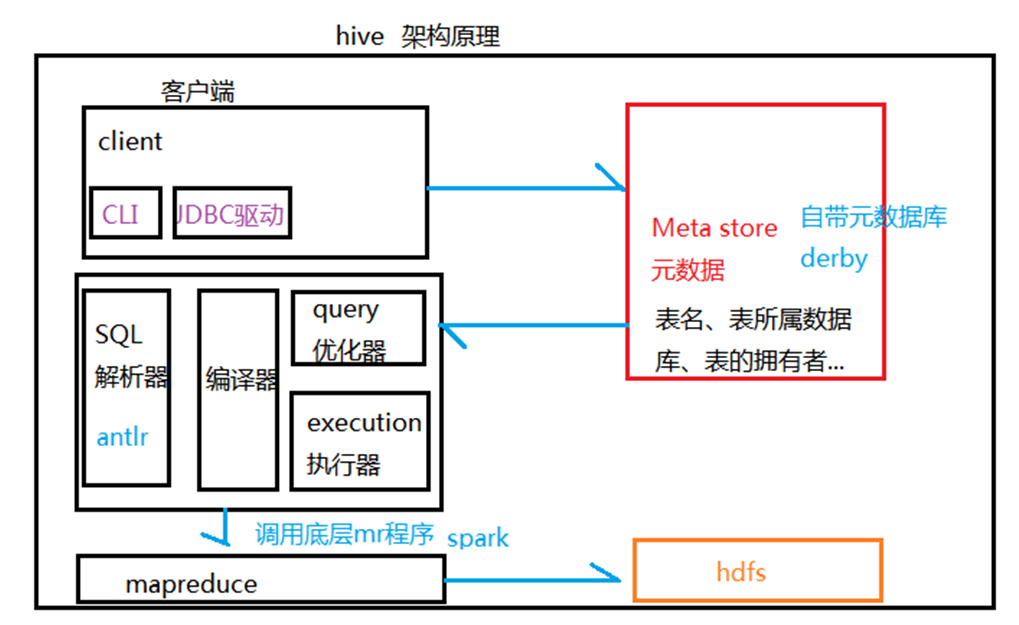 hive 架构原理
客户端
client
CLI
JDBC驱动
Meta store
元数据
自带元数据库
derby
表名、表所属数据
库、表的拥有者...
SQL
解析器
antlr
编译器
query
优化器
execution
执行器
调用底层mr程序 spark
mapreduce
hdfs